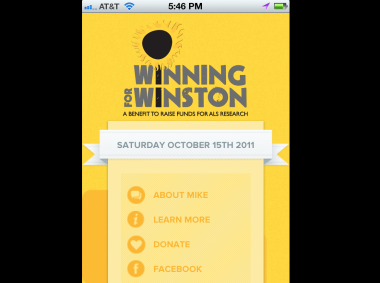 AT&T 5:46 PM
WINNING
FOR WINSTON
A BENEFIT TO RAISE FUNDS FOR ALS RESEARCH
SATURDAY OCTOBER 15TH 2011
ABOUT MIKE
LEARN MORE
DONATE
FACEBOOK